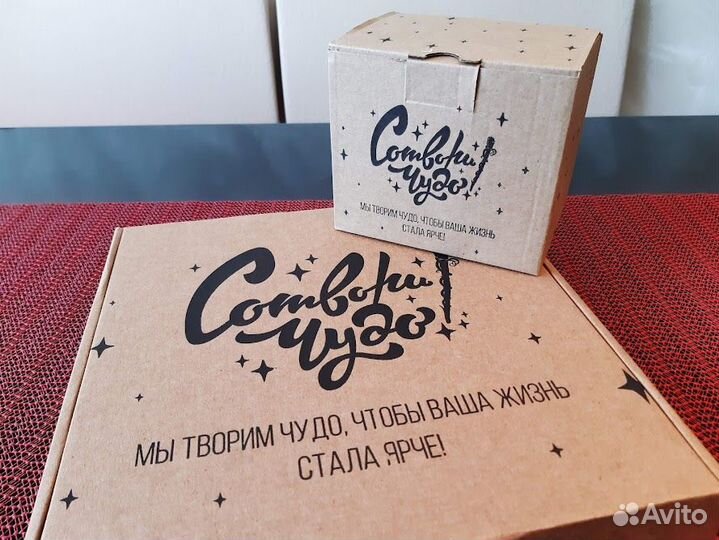 Сотвори
Чудо!
МЫ ТВОРИМ ЧУДО, ЧТОБЫ ВАША ЖИЗНЬ
СТАЛА ЯРЧЕ!
Сотвори
Чудо!
МЫ ТВОРИМ ЧУДО, ЧТОБЫ ВАША ЖИЗНЬ
СТАЛА ЯРЧЕ!
Avito